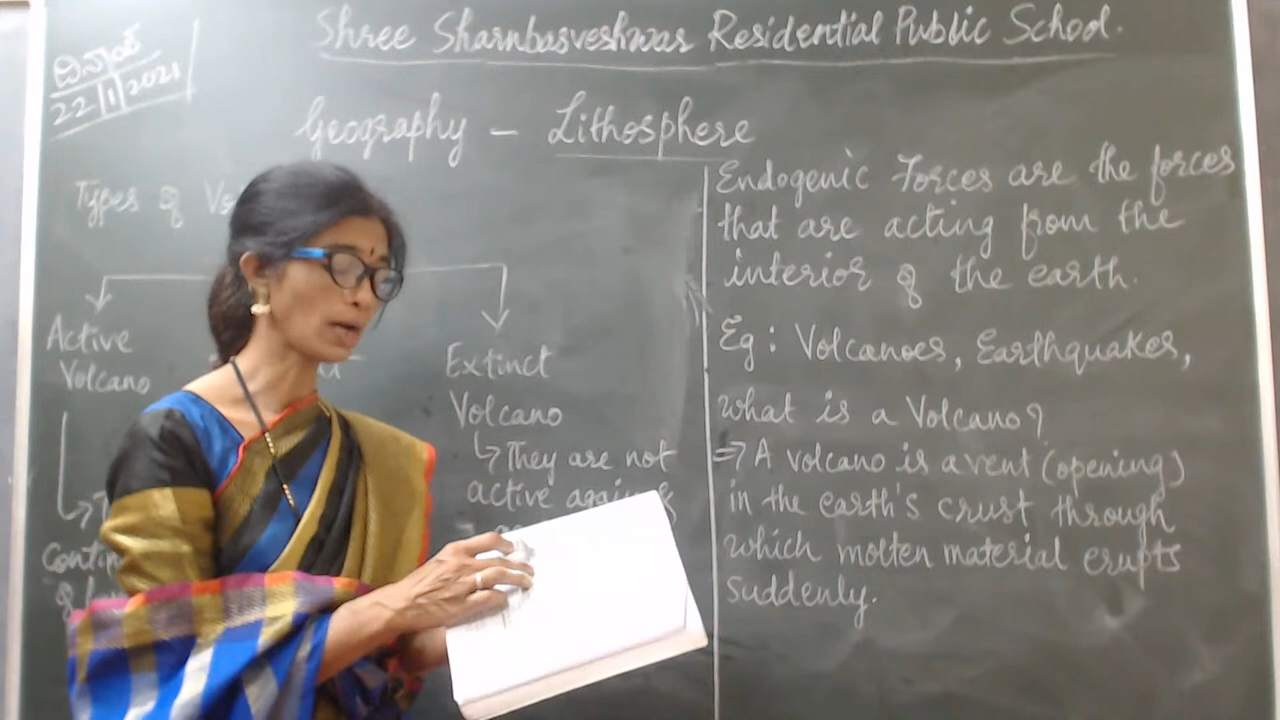 Shree Sharnbasveshwar Residential Public School.
ದಿನಾಂಕ
22/1/2021
Geography - Lithosphere
Types of
Active
Volcano
Extinct
Volcano
↳ They are not
active again &
Endogenic Forces are the forces
that are acting from the
interior of the earth.
Eg: Volcanoes, Earthquakes,
What is a Volcano?
⇒ A volcano is a vent (opening)
in the earth's crust through
which molten material erupts
suddenly.